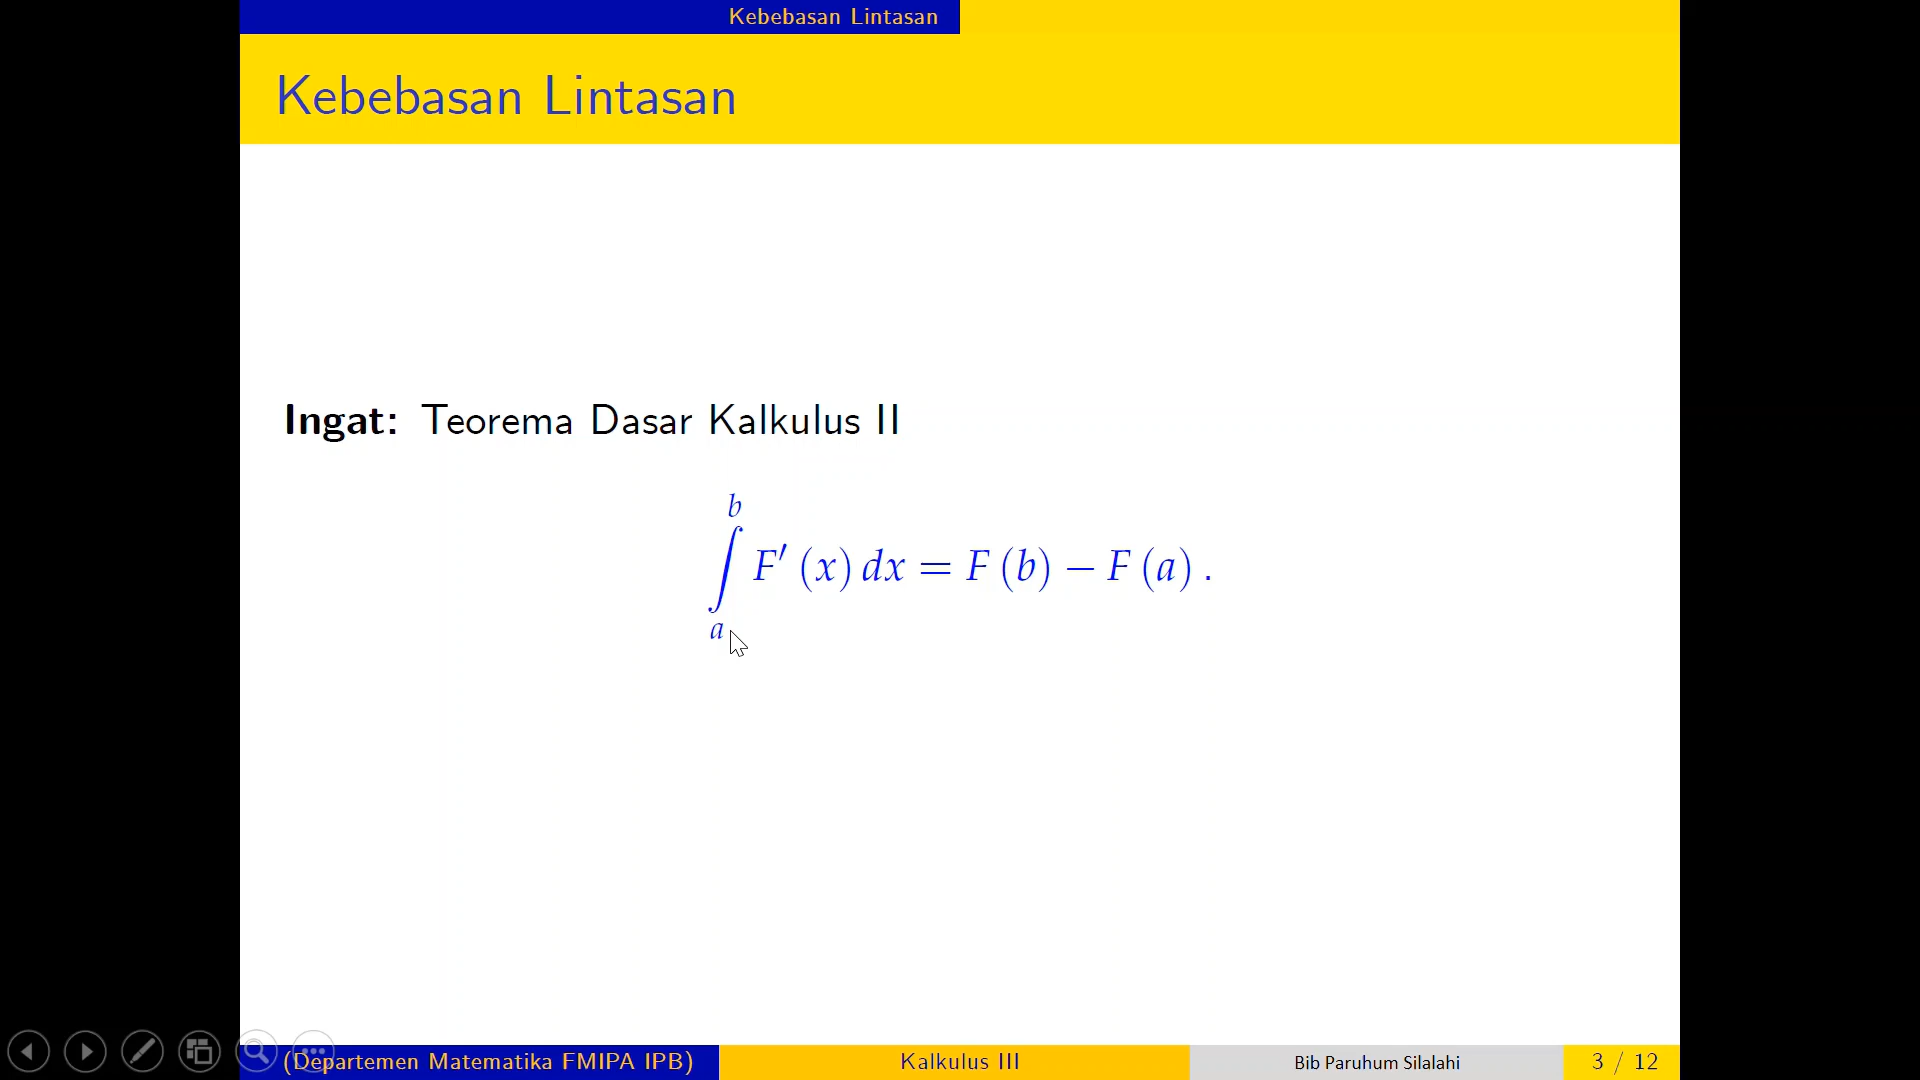 Kebebasan Lintasan
Kebebasan Lintasan
Ingat: Teorema Dasar Kalkulus II
b
∫ F′ (x) dx = F (b) − F (a) .
a
(Departemen Matematika FMIPA IPB) Kalkulus III Bib Paruhum Silalahi 3 / 12